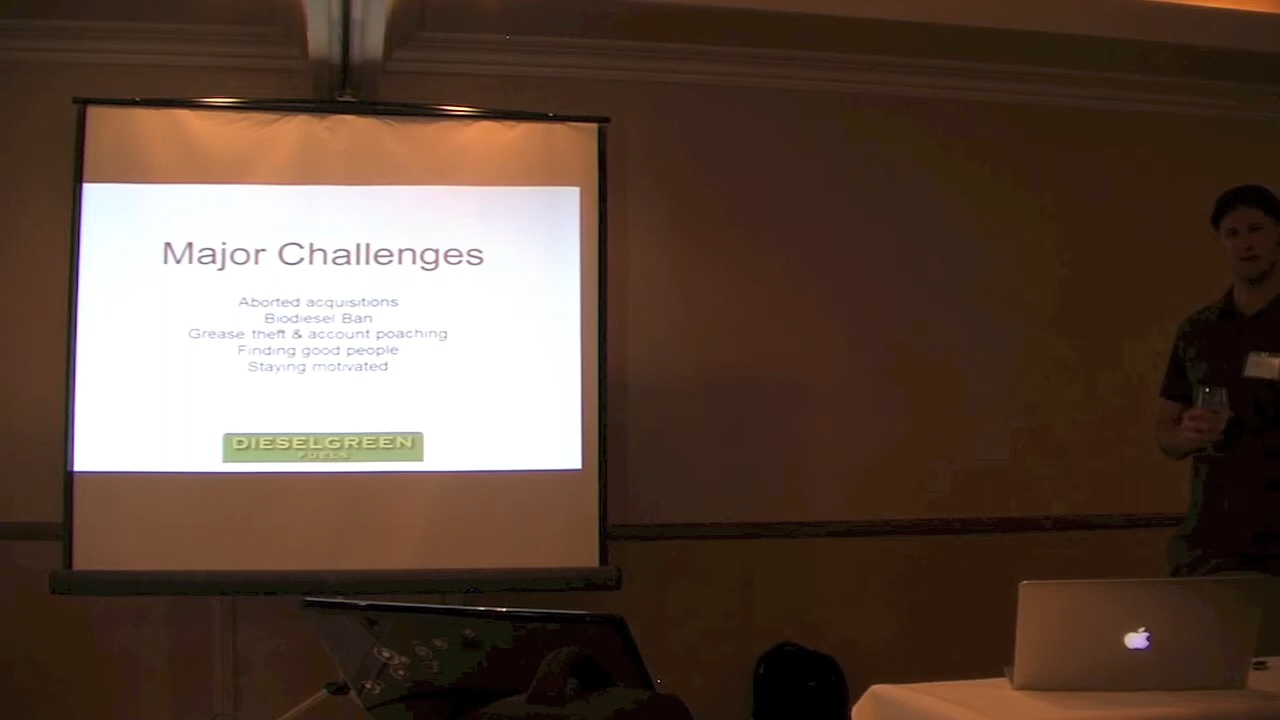 Major Challenges
Aborted acquisitions
Biodiesel Ban
Grease theft & account poaching
Finding good people
Staying motivated
DIESELGREEN
FUELS